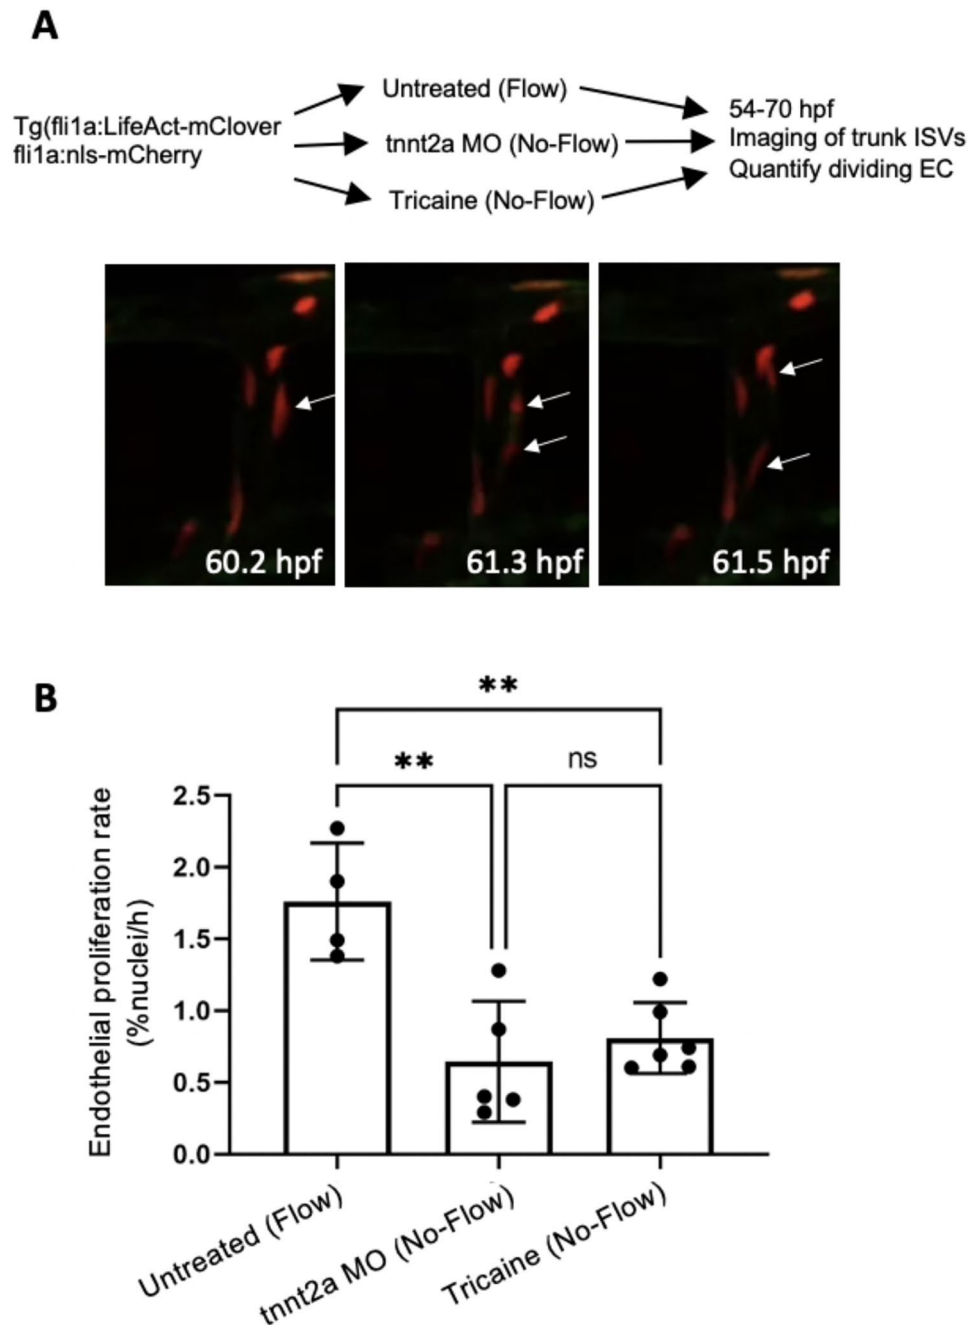 A
Untreated (Flow)
Tg(fli1a:LifeAct-mClover
fli1a:nls-mCherry
tnnt2a MO (No-Flow)
Tricaine (No-Flow)
54-70 hpf
Imaging of trunk ISVs
Quantify dividing EC
60.2 hpf
61.3 hpf
61.5 hpf
B
**
**
ns
Endothelial proliferation rate
(%nuclei/h)
2.5
2.0
1.5
1.0
0.5
0.0
Untreated (Flow)
tnnt2a MO (No-Flow)
Tricaine (No-Flow)